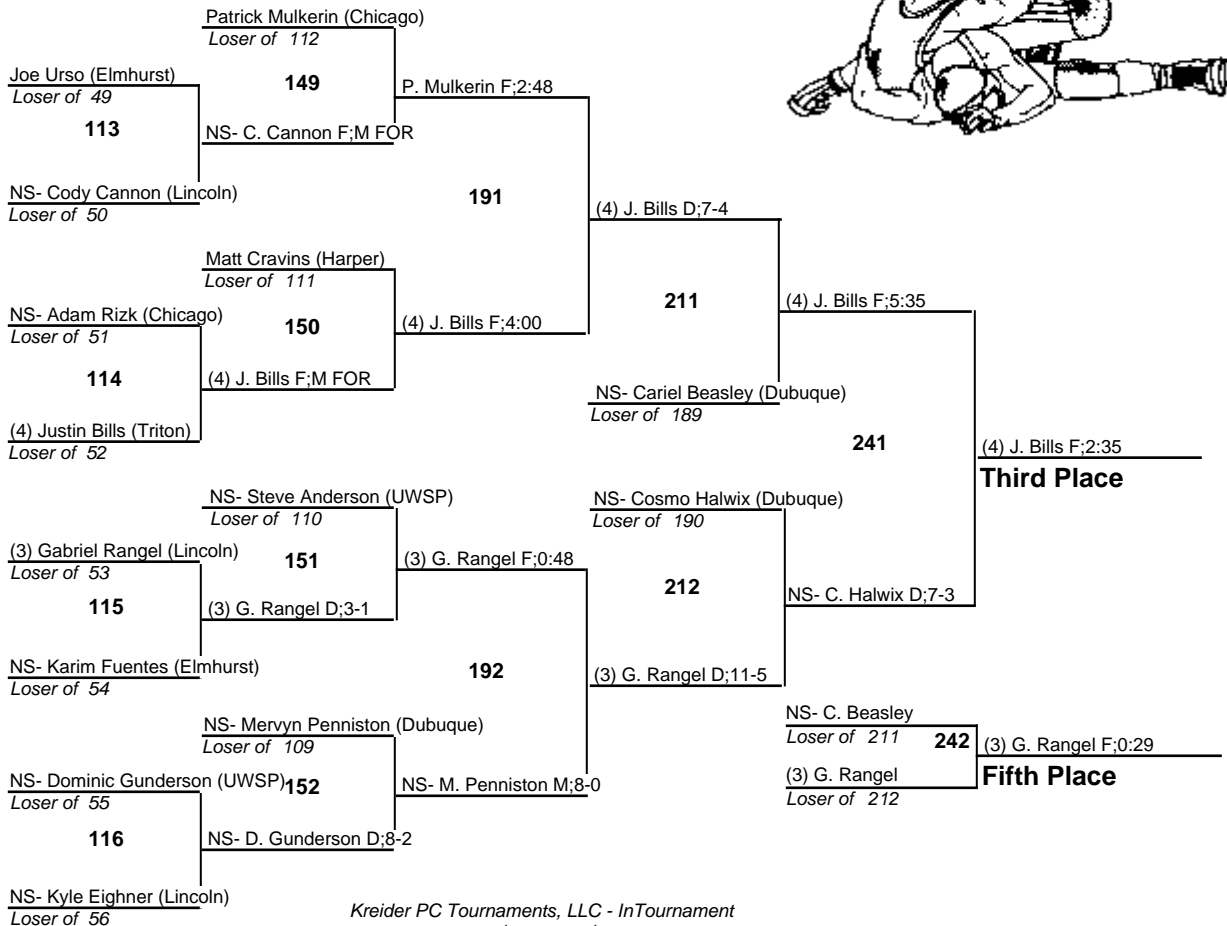 Patrick Mulkerin (Chicago)
Loser of 112
Joe Urso (Elmhurst)
Loser of 49
149
P. Mulkerin F;2:48
113
NS- C. Cannon F;M FOR
NS- Cody Cannon (Lincoln)
Loser of 50
191
(4) J. Bills D;7-4
Matt Cravins (Harper)
Loser of 111
NS- Adam Rizk (Chicago)
Loser of 51
150
(4) J. Bills F;4:00
211
(4) J. Bills F;5:35
114
(4) J. Bills F;M FOR
NS- Cariel Beasley (Dubuque)
Loser of 189
(4) Justin Bills (Triton)
Loser of 52
241
(4) J. Bills F;2:35
Third Place
NS- Steve Anderson (UWSP)
Loser of 110
NS- Cosmo Halwix (Dubuque)
Loser of 190
(3) Gabriel Rangel (Lincoln)
Loser of 53
151
(3) G. Rangel F;0:48
212
115
(3) G. Rangel D;3-1
NS- C. Halwix D;7-3
NS- Karim Fuentes (Elmhurst)
Loser of 54
192
(3) G. Rangel D;11-5
NS- Mervyn Penniston (Dubuque)
Loser of 109
NS- C. Beasley
Loser of 211
242
(3) G. Rangel F;0:29
Fifth Place
NS- Dominic Gunderson (UWSP)
Loser of 55
152
NS- M. Penniston M;8-0
(3) G. Rangel
Loser of 212
116
NS- D. Gunderson D;8-2
NS- Kyle Eighner (Lincoln)
Loser of 56
Kreider PC Tournaments, LLC - InTournament